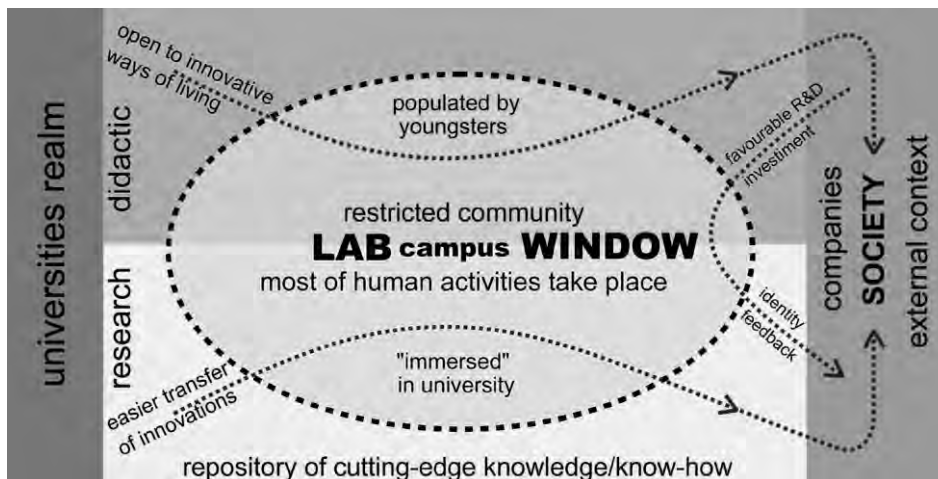 universities realm
didactic
research
open to innovative
ways of living
populated by
youngsters
favourable R&D
investiment
restricted community
LAB campus WINDOW
most of human activities take place
identity
feedback
"immersed"
in university
easier transfer
of innovations
repository of cutting-edge knowledge/know-how
companies
SOCIETY
external context